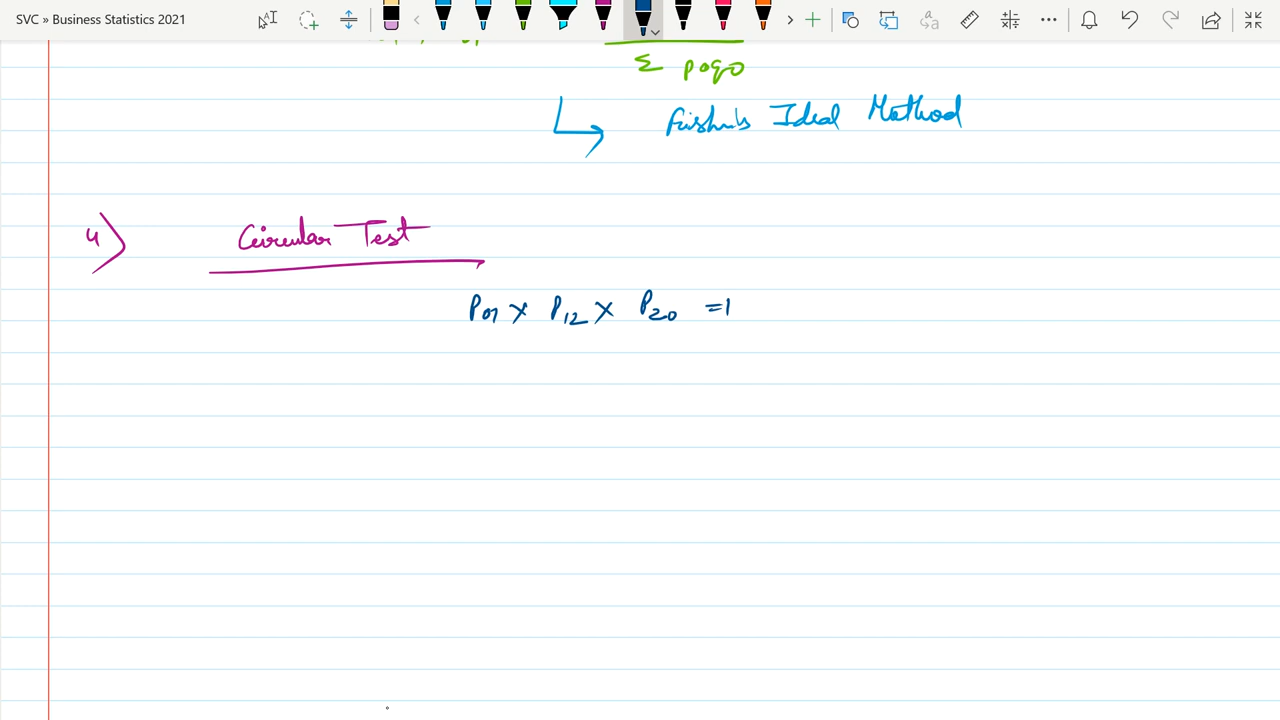 SVC » Business Statistics 2021
Σ p0q0
Fisher's Ideal Method
4) Circular Test
P01 × P12 × P20 =1